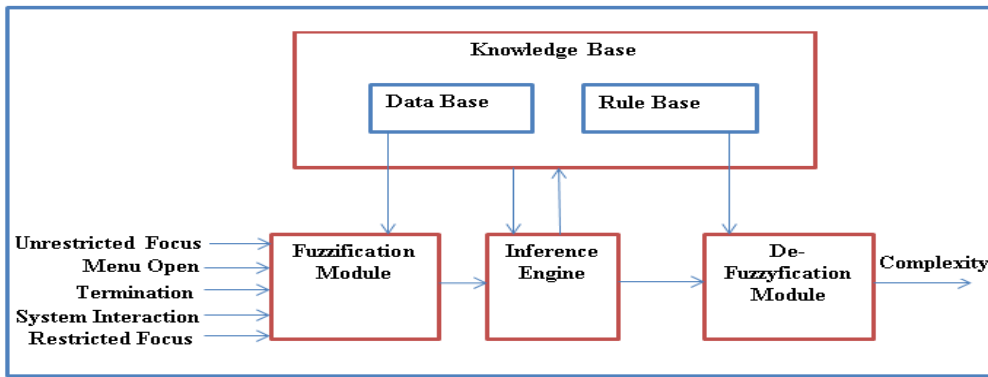 Knowledge Base
Data Base
Rule Base
Unrestricted Focus
Menu Open
Termination
System Interaction
Restricted Focus
Fuzzification
Module
Inference
Engine
De-
Fuzzyfication
Module
Complexity